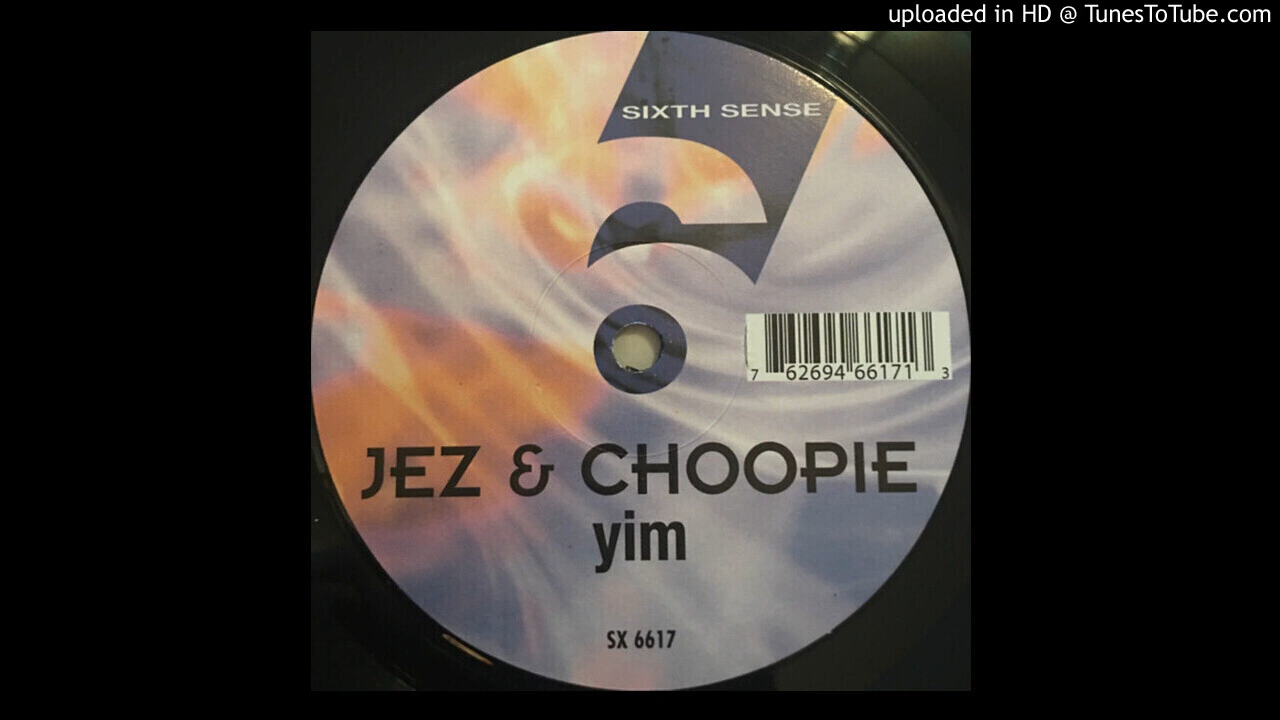 uploaded in HD @ TunesToTube.com
SIXTH SENSE
7 62694 66171 3
JEZ & CHOOPIE
yim
SX 6617